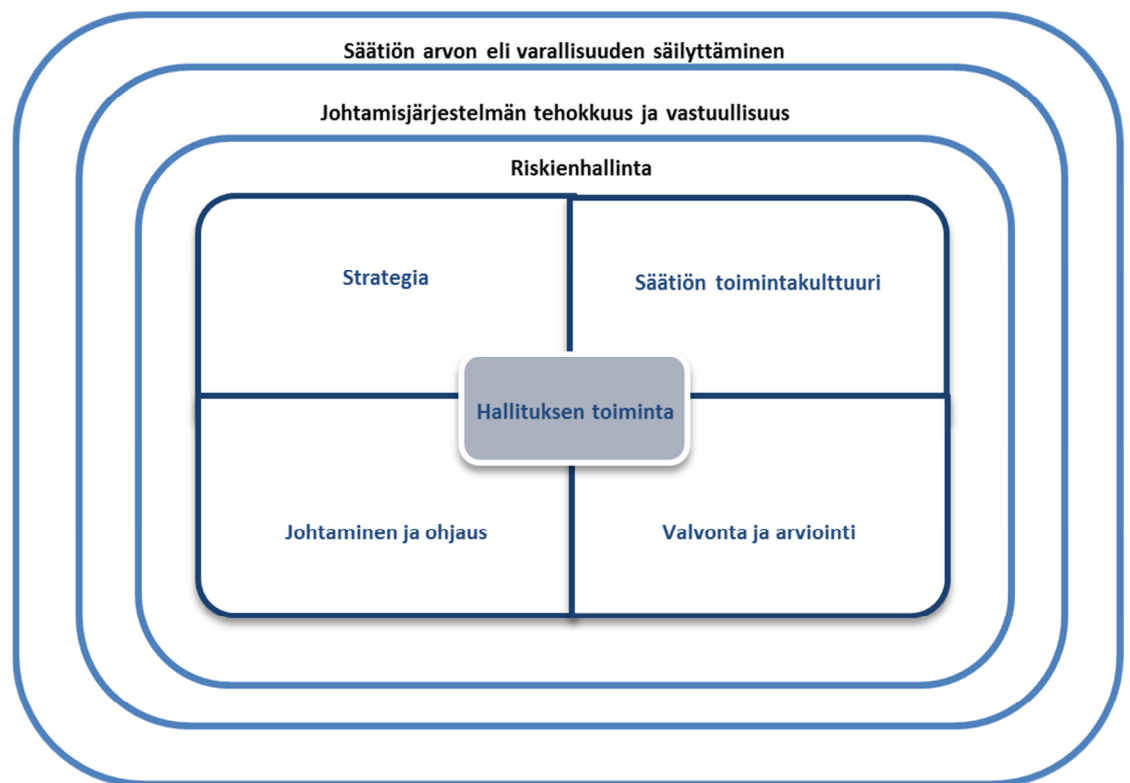 Säätiön arvon eli varallisuuden säilyttäminen
Johtamisjärjestelmän tehokkuus ja vastuullisuus
Riskienhallinta
Strategia
Säätiön toimintakulttuuri
Hallituksen toiminta
Johtaminen ja ohjaus
Valvonta ja arviointi